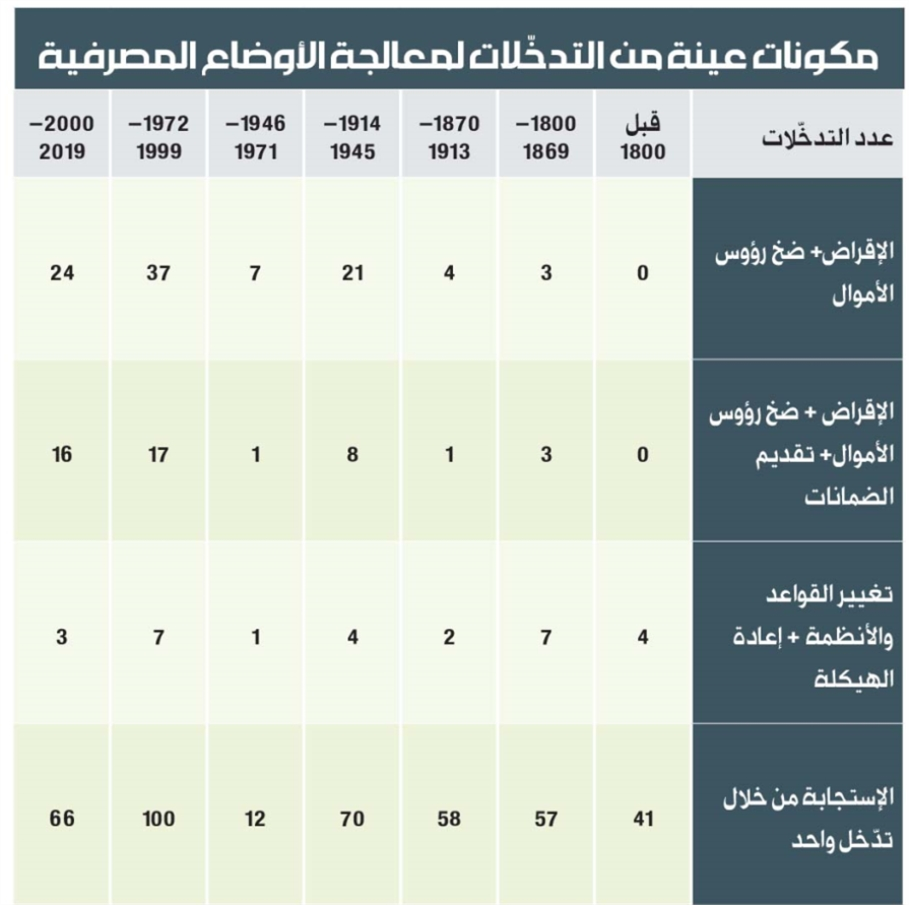 مكونات عينة من التدخّلات لمعالجة الأوضاع المصرفية
عدد التدخّلات
قبل
1800
1800–
1869
1870–
1913
1914–
1945
1946–
1971
1972–
1999
2000–
2019
الإقراض+ ضخ رؤوس
الأموال
0 3 4 21 7 37 24
الإقراض + ضخ رؤوس
الأموال+ تقديم
الضمانات
0 3 1 8 1 17 16
تغيير القواعد
والأنظمة + إعادة
الهيكلة
4 7 2 4 1 7 3
الإستجابة من خلال
تدّخل واحد
41 57 58 70 12 100 66